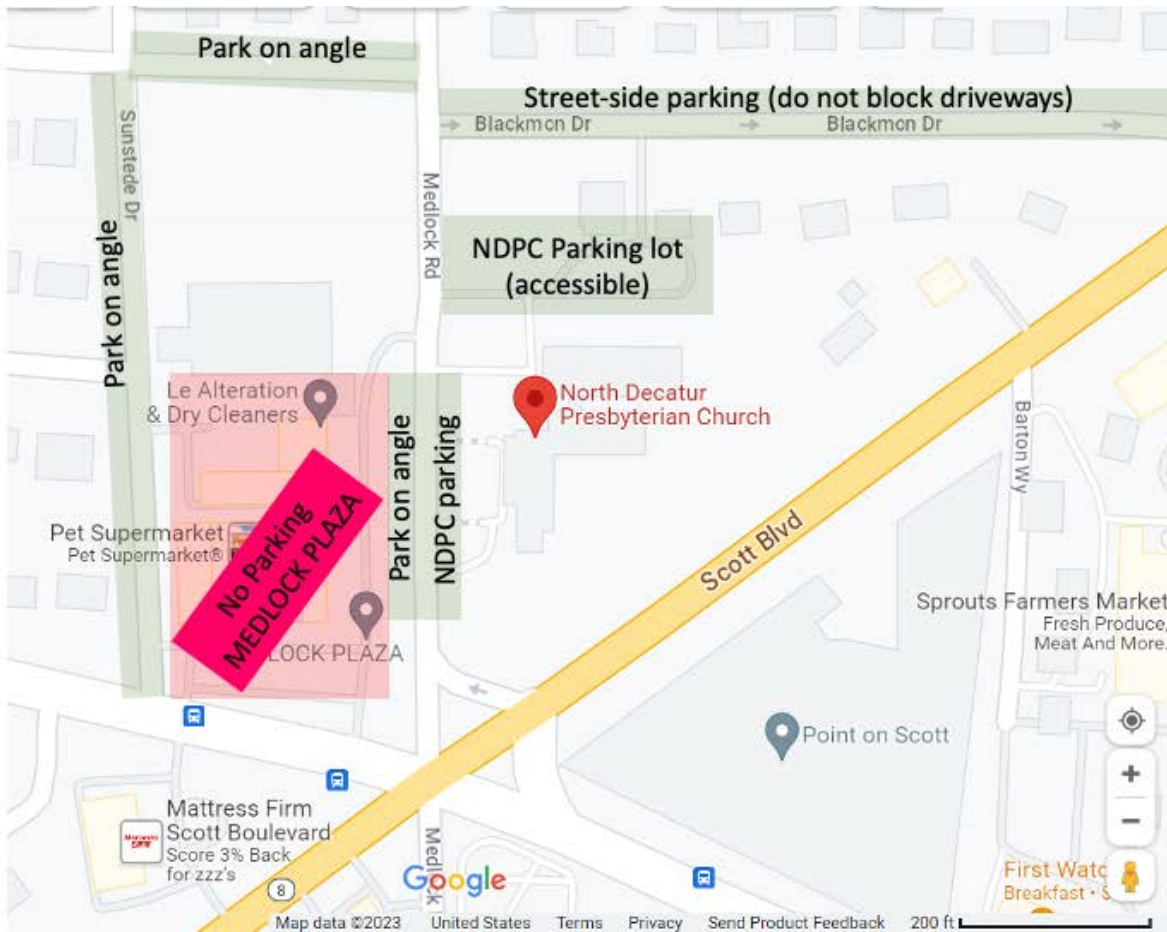 Park on angle
Street-side parking (do not block driveways)
Blackmon Dr
Blackmon Dr
Sunstede Dr
Medlock Rd
Park on angle
NDPC Parking lot
(accessible)
Le Alteration
& Dry Cleaners
North Decatur
Presbyterian Church
Park on angle
NDPC parking
Barton Wy
Pet Supermarket
Pet Supermarket®
No Parking
MEDLOCK PLAZA
Scott Blvd
Sprouts Farmers Market
Fresh Produce,
Meat And More.
LOCK PLAZA
Point on Scott
Mattress Firm
Scott Boulevard
Score 3% Back
for zzz's
8
Medlock
Google
First Watc
Breakfast • S
Map data ©2023 United States Terms Privacy Send Product Feedback 200 ft